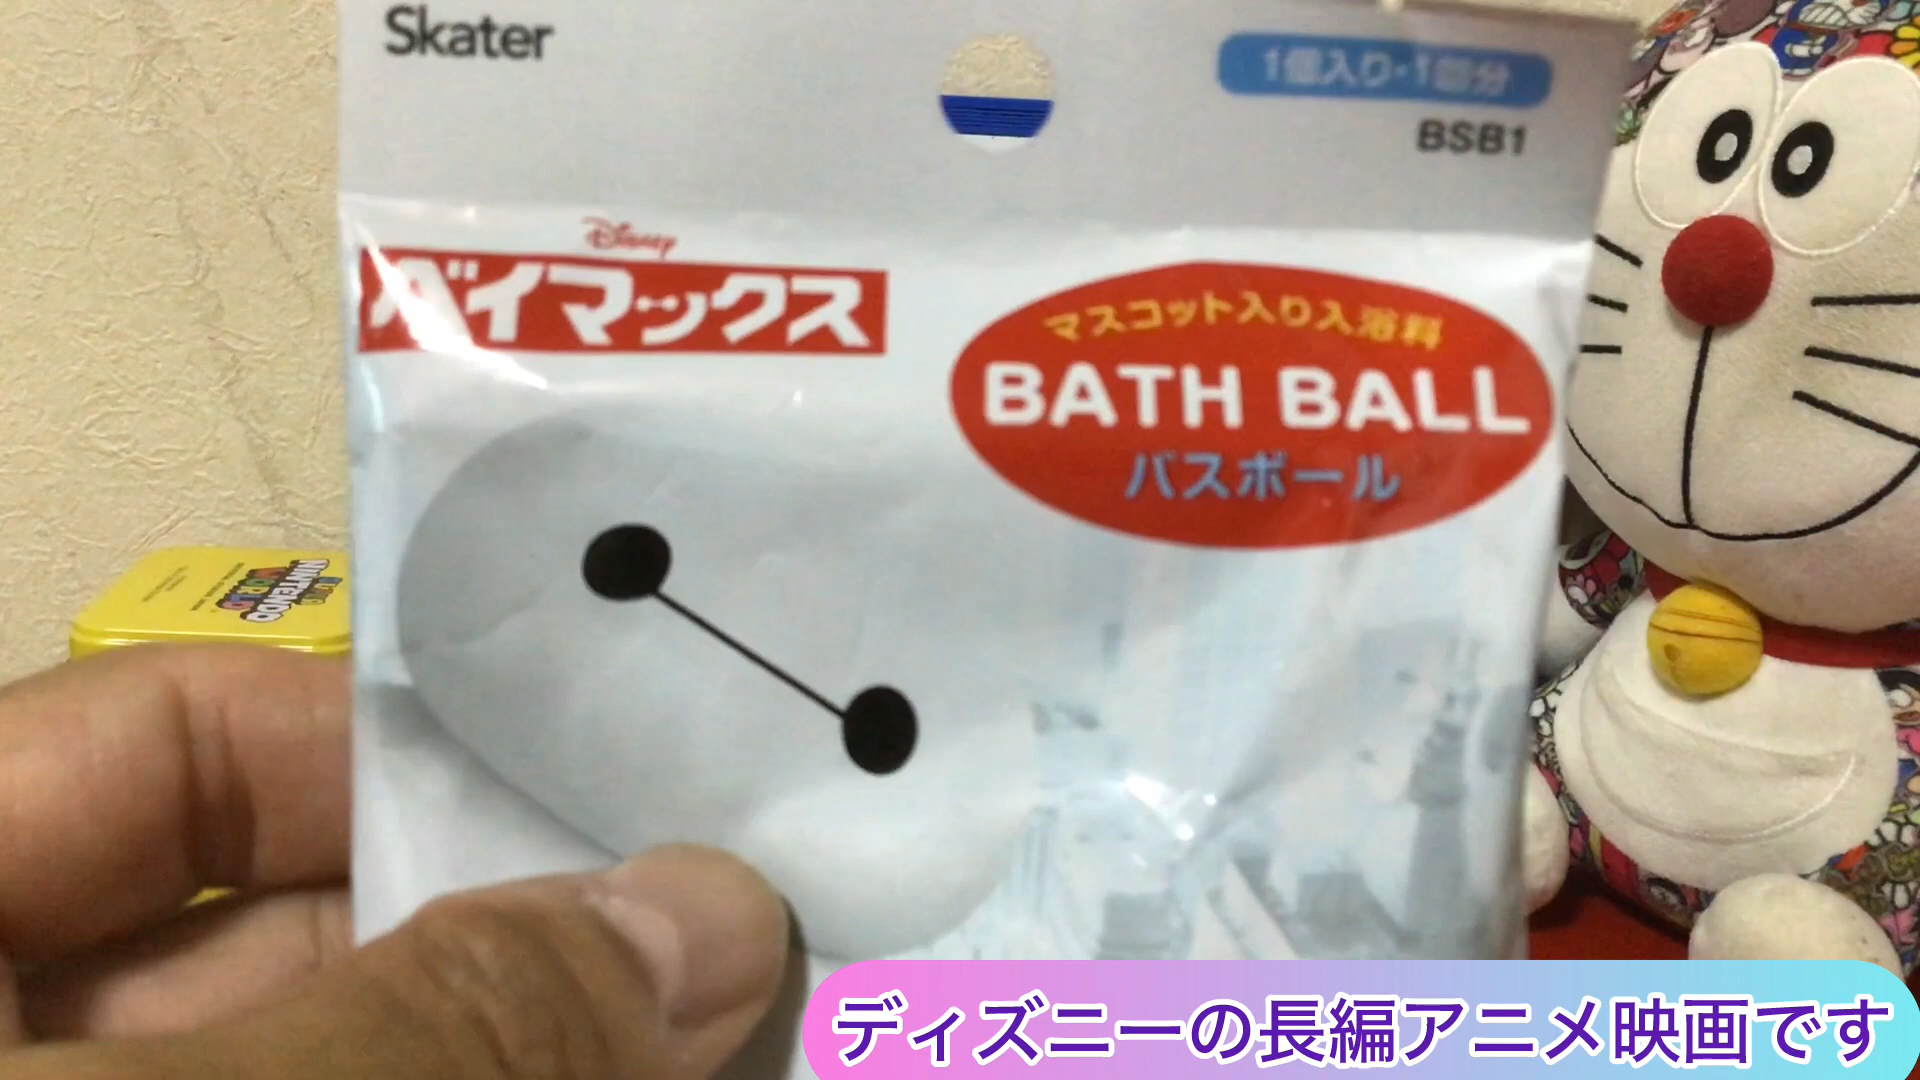 Skater
1個入り・1回分
BSB1
Disney
ベイマックス
マスコット入り入浴料
BATH BALL
バスボール
NINTENDO
WORLD
ディズニーの長編アニメ映画です